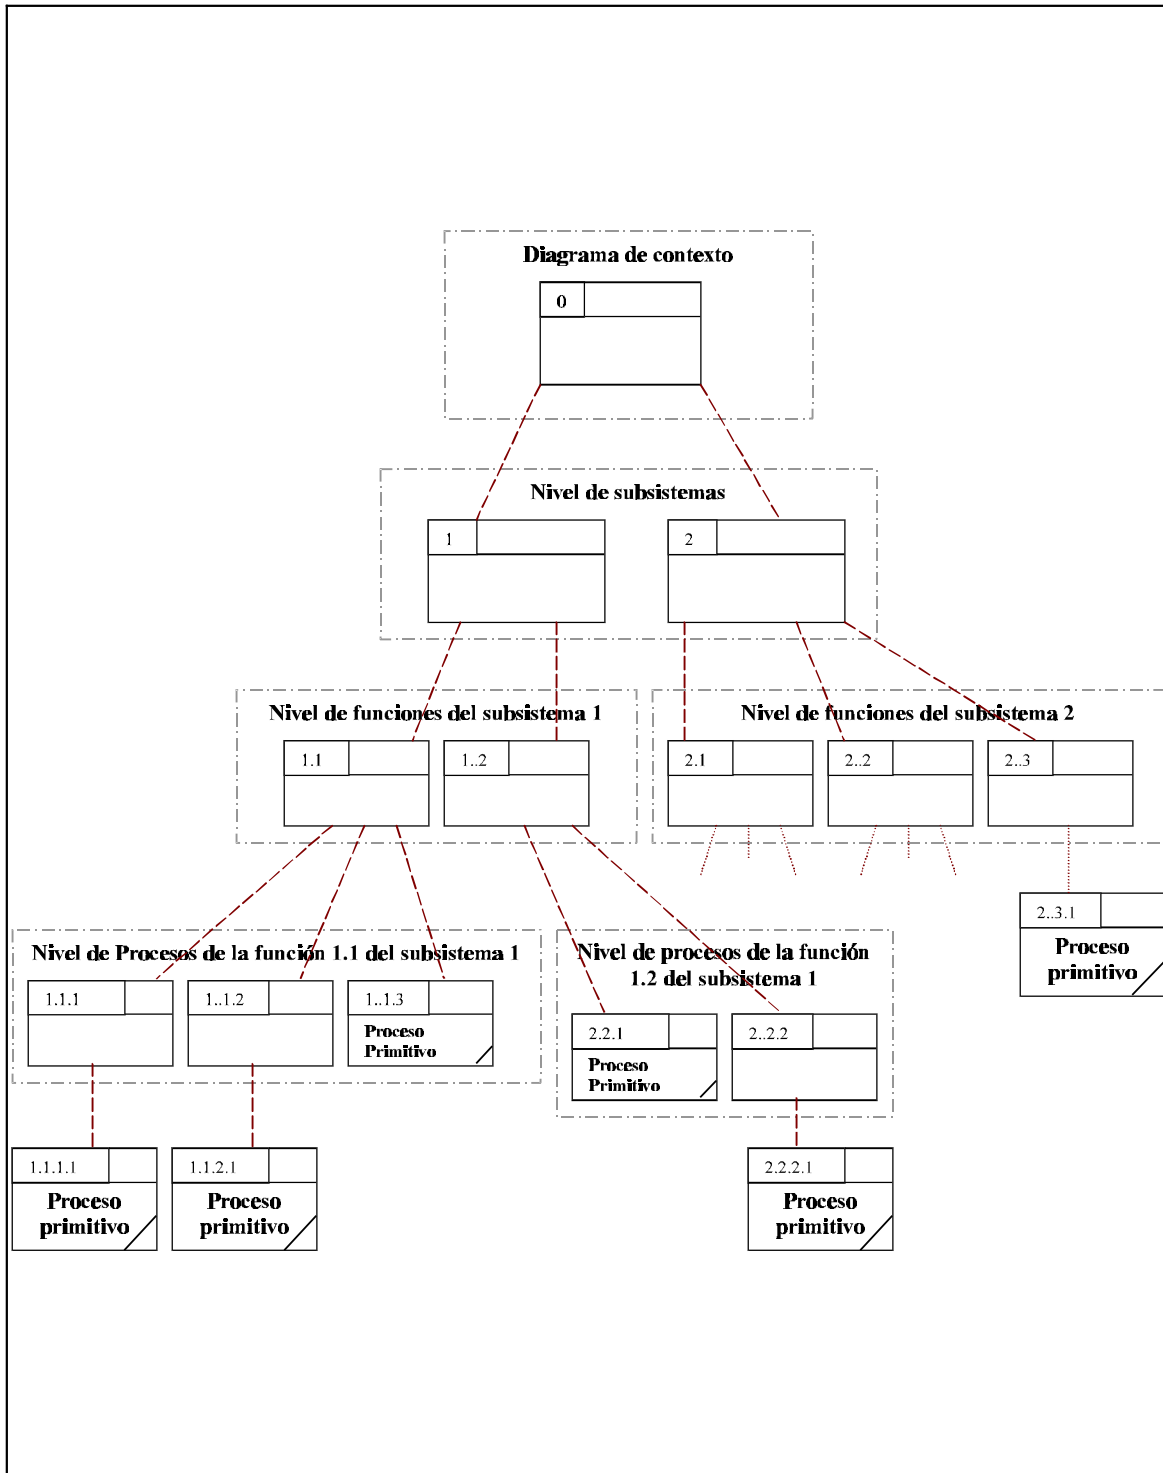 Diagrama de contexto
0
Nivel de subsistemas
1
2
Nivel de funciones del subsistema 1
Nivel de funciones del subsistema 2
1.1
1..2
2.1
2..2
2..3
2..3.1
Proceso
primitivo
Nivel de Procesos de la función 1.1 del subsistema 1
Nivel de procesos de la función
1.2 del subsistema 1
1.1.1
1..1.2
1..1.3
Proceso
Primitivo
2.2.1
Proceso
Primitivo
2..2.2
1.1.1.1
Proceso
primitivo
1.1.2.1
Proceso
primitivo
2.2.2.1
Proceso
primitivo